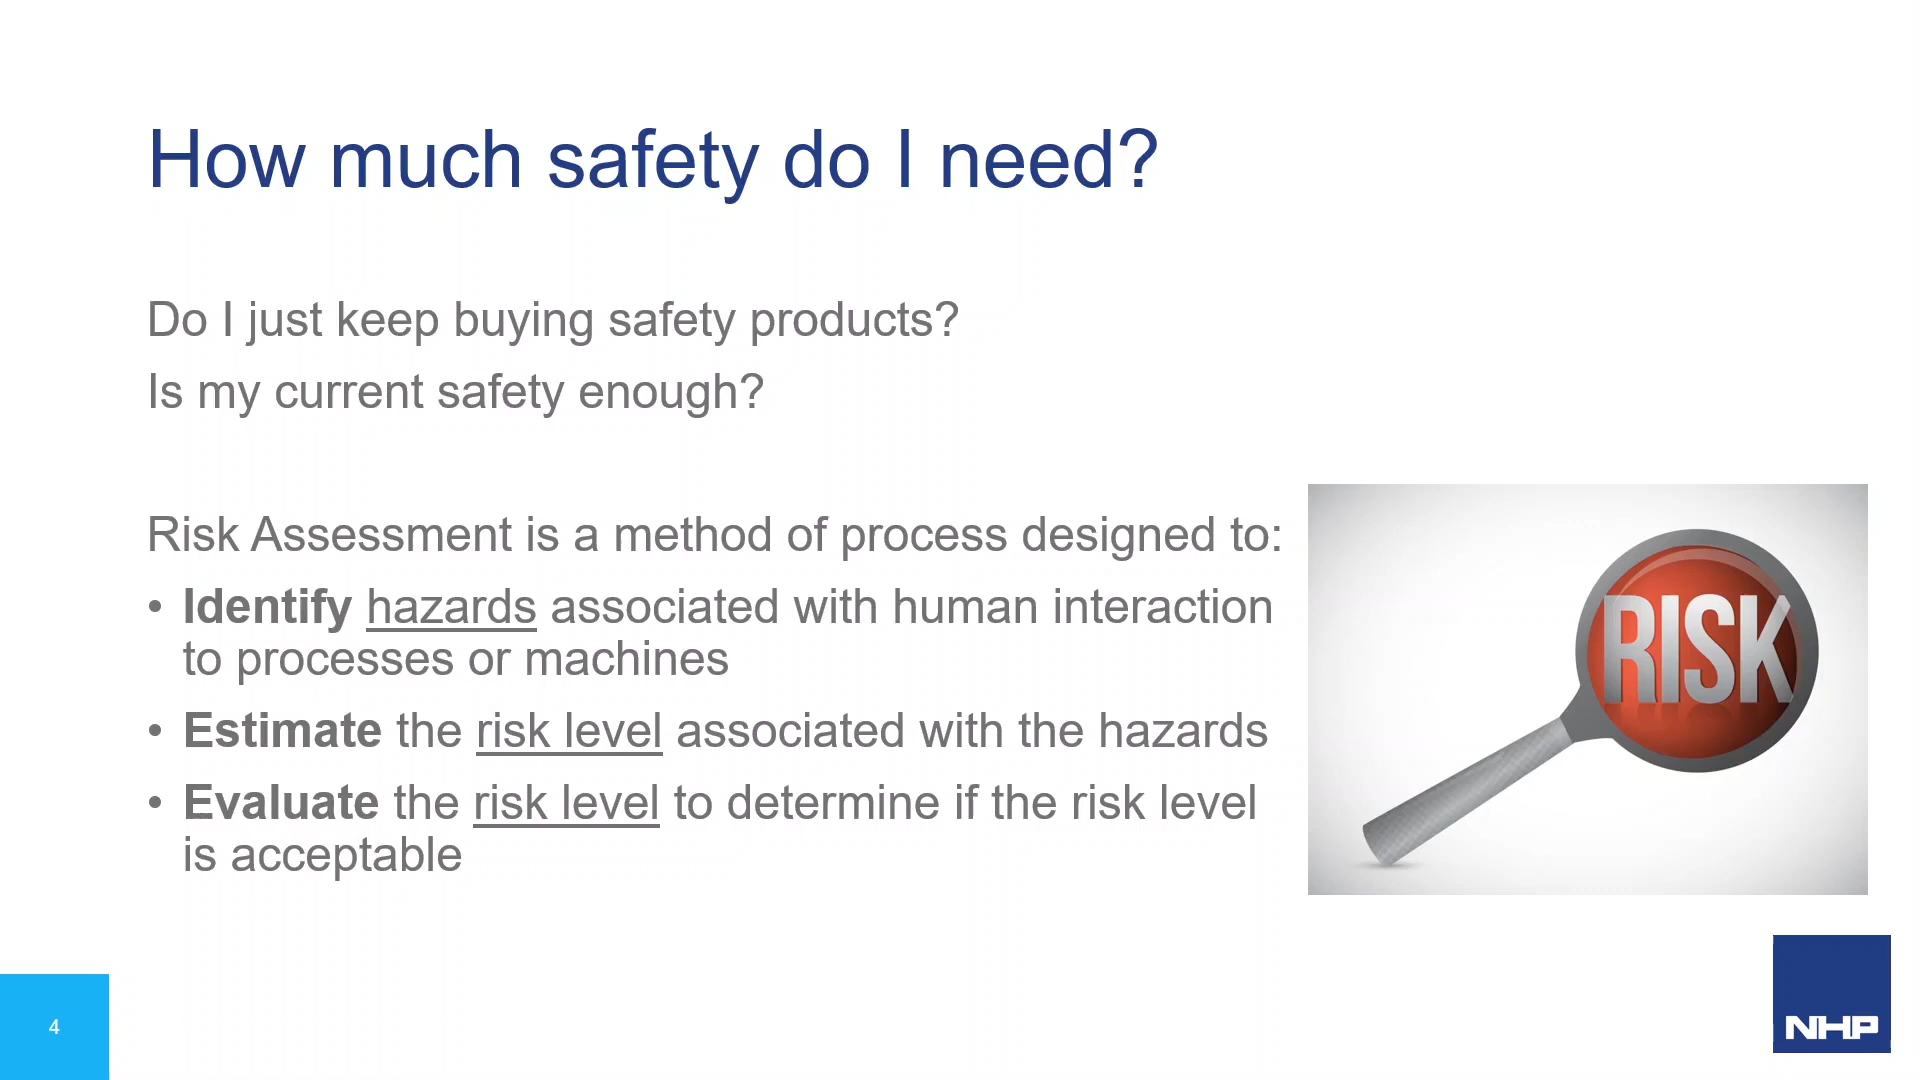 How much safety do I need?
Do I just keep buying safety products?
Is my current safety enough?
Risk Assessment is a method of process designed to:
• Identify hazards associated with human interaction
to processes or machines
• Estimate the risk level associated with the hazards
• Evaluate the risk level to determine if the risk level
is acceptable
RISK
4
NHP